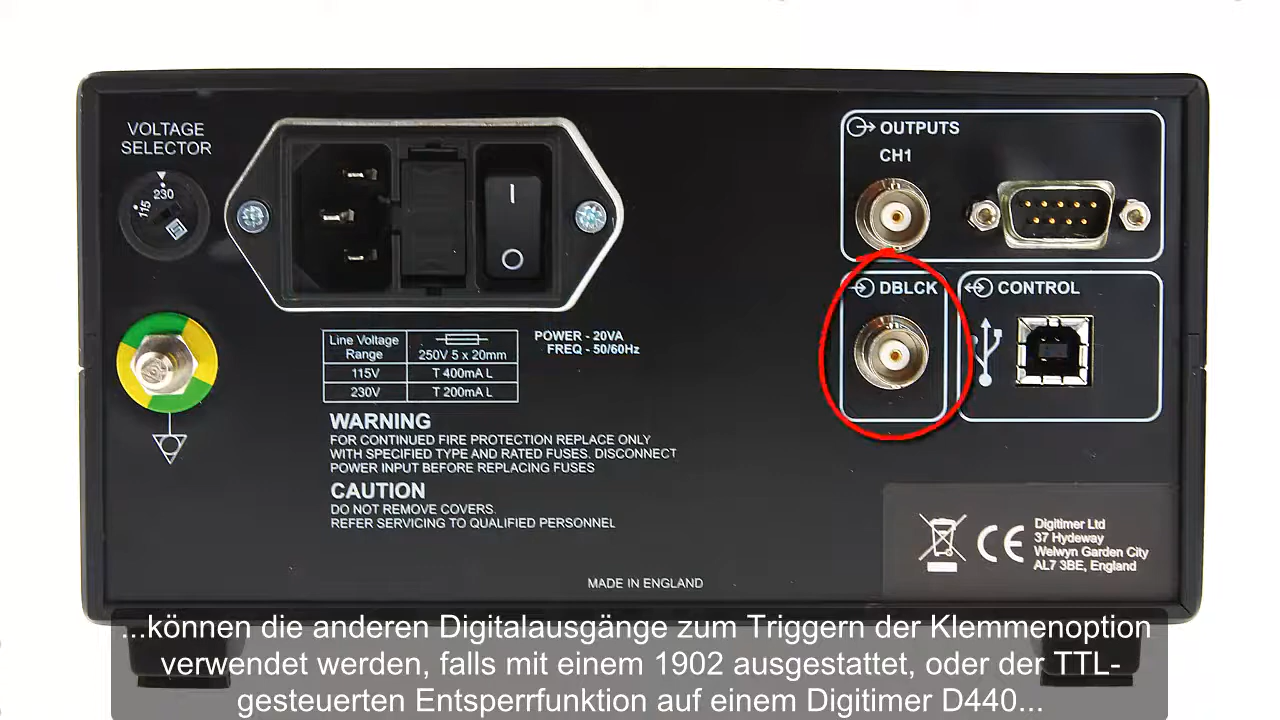 VOLTAGE
SELECTOR
230
115
I
O
OUTPUTS
CH1
DBLCK
CONTROL
Line Voltage
Range
250V 5 x 20mm
115V
T 400mA L
230V
T 200mA L
POWER - 20VA
FREQ - 50/60Hz
WARNING
FOR CONTINUED FIRE PROTECTION REPLACE ONLY
WITH SPECIFIED TYPE AND RATED FUSES. DISCONNECT
POWER INPUT BEFORE REPLACING FUSES
CAUTION
DO NOT REMOVE COVERS.
REFER SERVICING TO QUALIFIED PERSONNEL
MADE IN ENGLAND
CE
Digitimer Ltd
37 Hydeway
Welwyn Garden City
AL7 3BE, England
...können die anderen Digitalausgänge zum Triggern der Klemmenoption
verwendet werden, falls mit einem 1902 ausgestattet, oder der TTL-
gesteuerten Entsperrfunktion auf einem Digitimer D440...